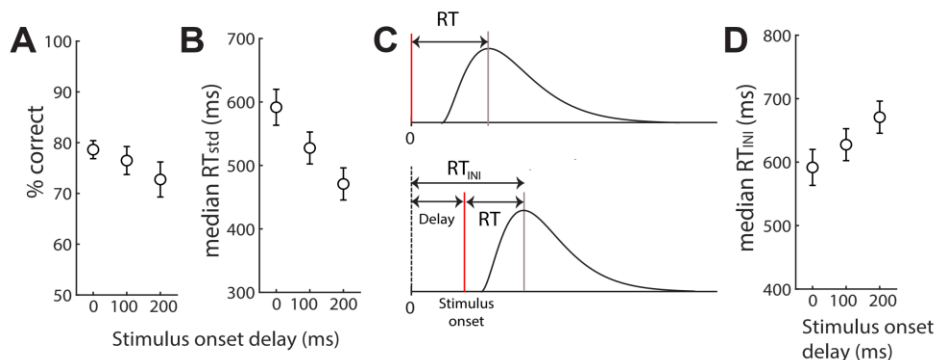 A
% correct
100
90
80
70
60
50
0 100 200
B
median RTstd (ms)
700
600
500
400
300
0 100 200
Stimulus onset delay (ms)
C
RT
0
RTINI
Delay
RT
0
Stimulus
onset
D
median RTINI (ms)
800
700
600
500
400
0 100 200
Stimulus onset
delay (ms)